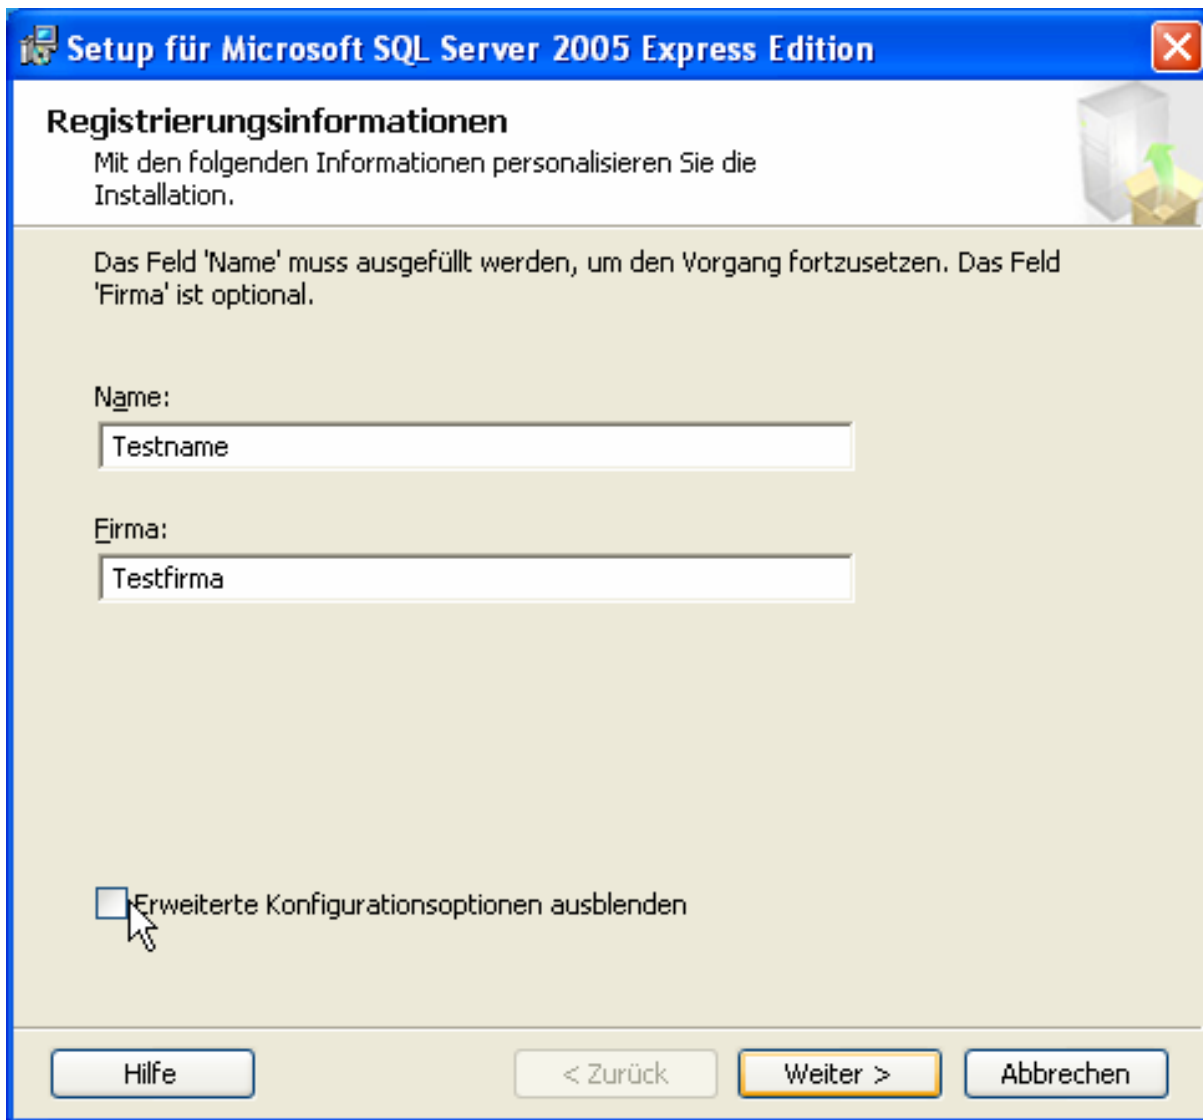 Setup für Microsoft SQL Server 2005 Express Edition
Registrierungsinformationen
Mit den folgenden Informationen personalisieren Sie die
Installation.
Das Feld 'Name' muss ausgefüllt werden, um den Vorgang fortzusetzen. Das Feld
'Firma' ist optional.
Name:
Testname
Firma:
Testfirma
Erweiterte Konfigurationsoptionen ausblenden
Hilfe
< Zurück
Weiter >
Abbrechen